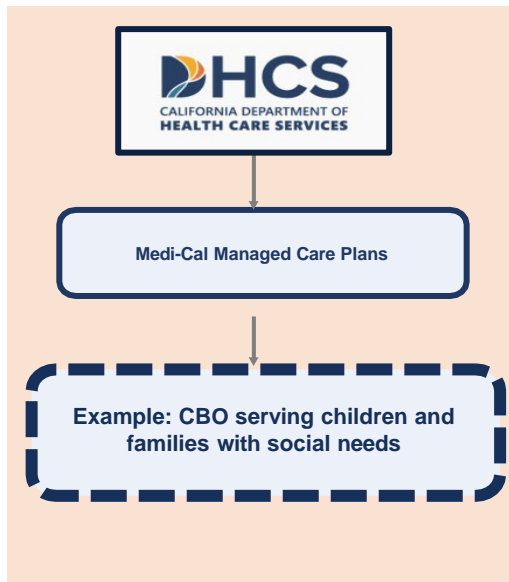 DHCS
CALIFORNIA DEPARTMENT OF
HEALTH CARE SERVICES
Medi-Cal Managed Care Plans
Example: CBO serving children and
families with social needs